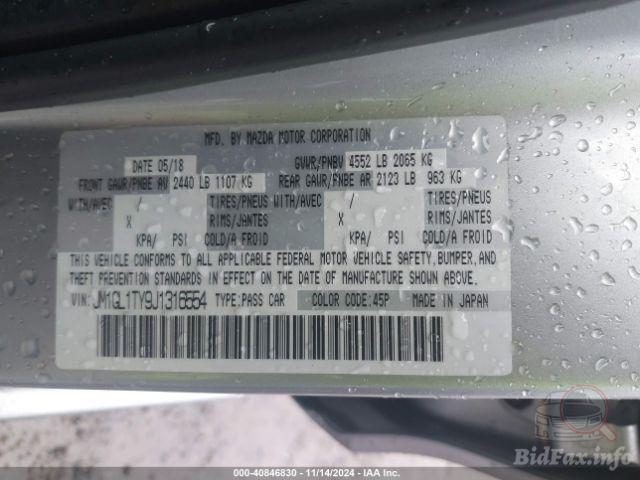 MFD. BY MAZDA MOTOR CORPORATION
DATE 05/18 GVWR/PNBV 4552 LB 2065 KG
FRONT GAWR/PNBE AV 2440 LB 1107 KG REAR GAWR/PNBE AR 2123 LB 963 KG
WITH/AVEC / TIRES/PNEUS WITH/AVEC / TIRES/PNEUS
X RIMS/JANTES X RIMS/JANTES
KPA/ PSI COLD/A FROID KPA/ PSI COLD/A FROID
THIS VEHICLE CONFORMS TO ALL APPLICABLE FEDERAL MOTOR VEHICLE SAFETY, BUMPER, AND
THEFT PREVENTION STANDARDS IN EFFECT ON THE DATE OF MANUFACTURE SHOWN ABOVE.
VIN: JM1GL1TY9J1316554 TYPE:PASS CAR COLOR CODE:45P MADE IN JAPAN
000-40846830 - 11/14/2024 - IAA Inc.
BidFax.info